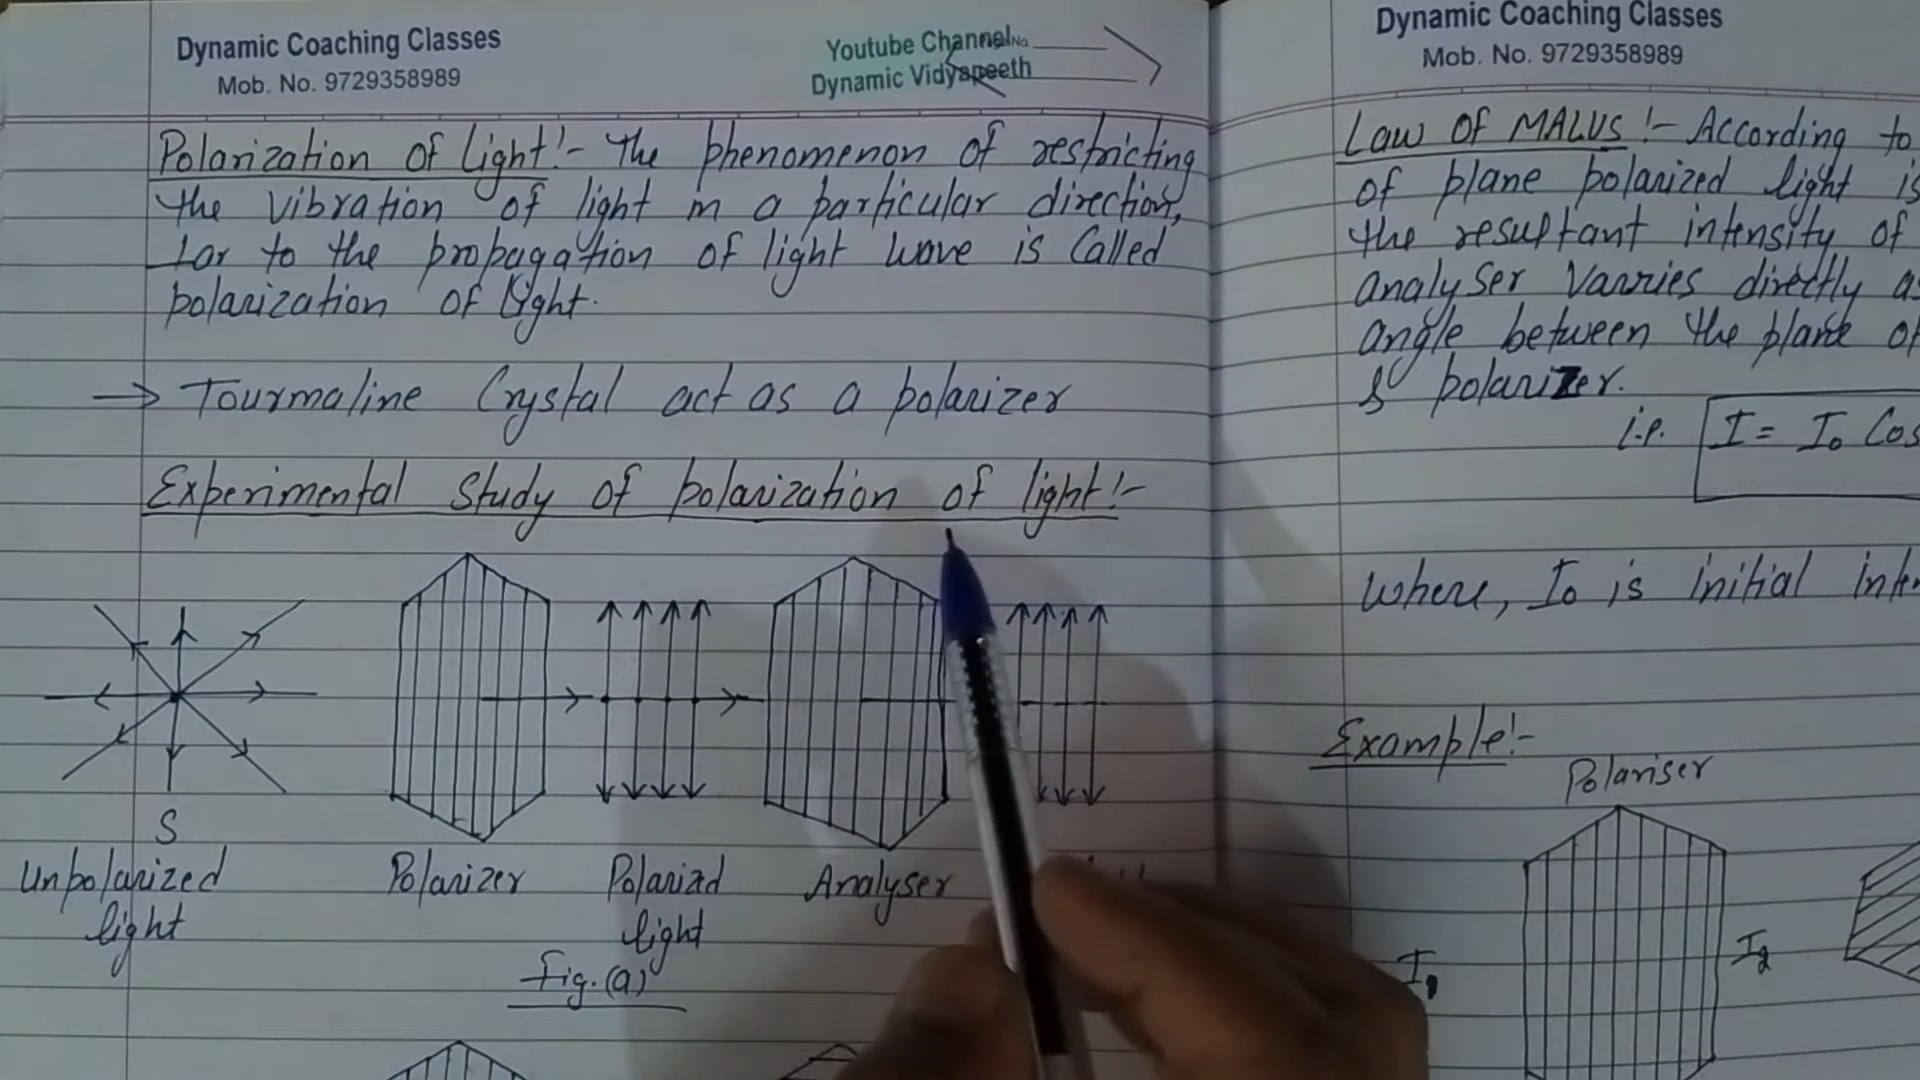 Dynamic Coaching Classes
Mob. No. 9729358989
Youtube Channel No.
Dynamic Vidyapeeth
Polarization of Light:- The phenomenon of restricting
the vibration of light in a particular direction,
⊥ar to the propagation of light wave is called
polarization of light.
→ Tourmaline Crystal act as a polarizer
Experimental Study of polarization of light:-
S
Unpolarized
light
Polarizer
Polarizd
light
Analyser
Fig. (a)
Dynamic Coaching Classes
Mob. No. 9729358989
Law of MALUS:- According to
of plane polarized light is
the resultant intensity of
analyser varries directly as
angle between the plane of
& polarizer.
i.e. I = I₀ Cos
Where, I₀ is initial
Example:-
Polariser
I₁
I₂